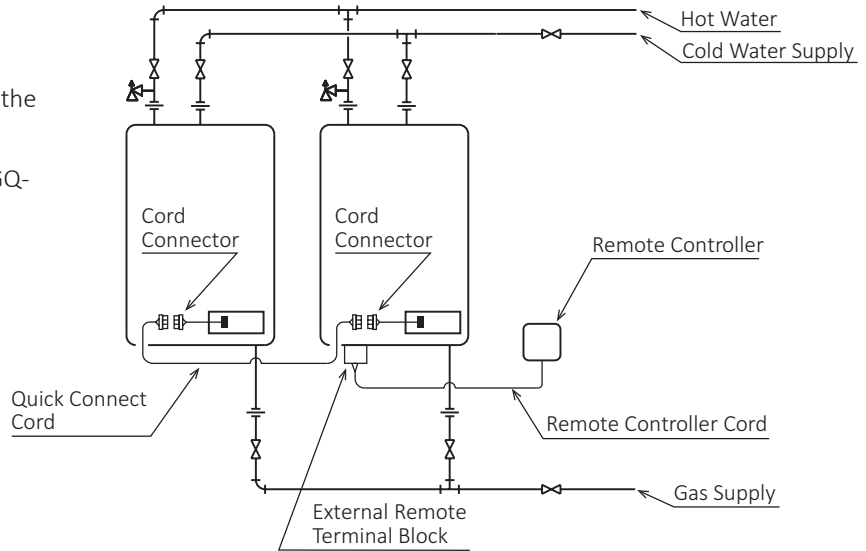 Hot Water
Cold Water Supply
the
GQ-
Cord
Connector
Cord
Connector
Remote Controller
Quick Connect
Cord
Remote Controller Cord
External Remote
Terminal Block
Gas Supply